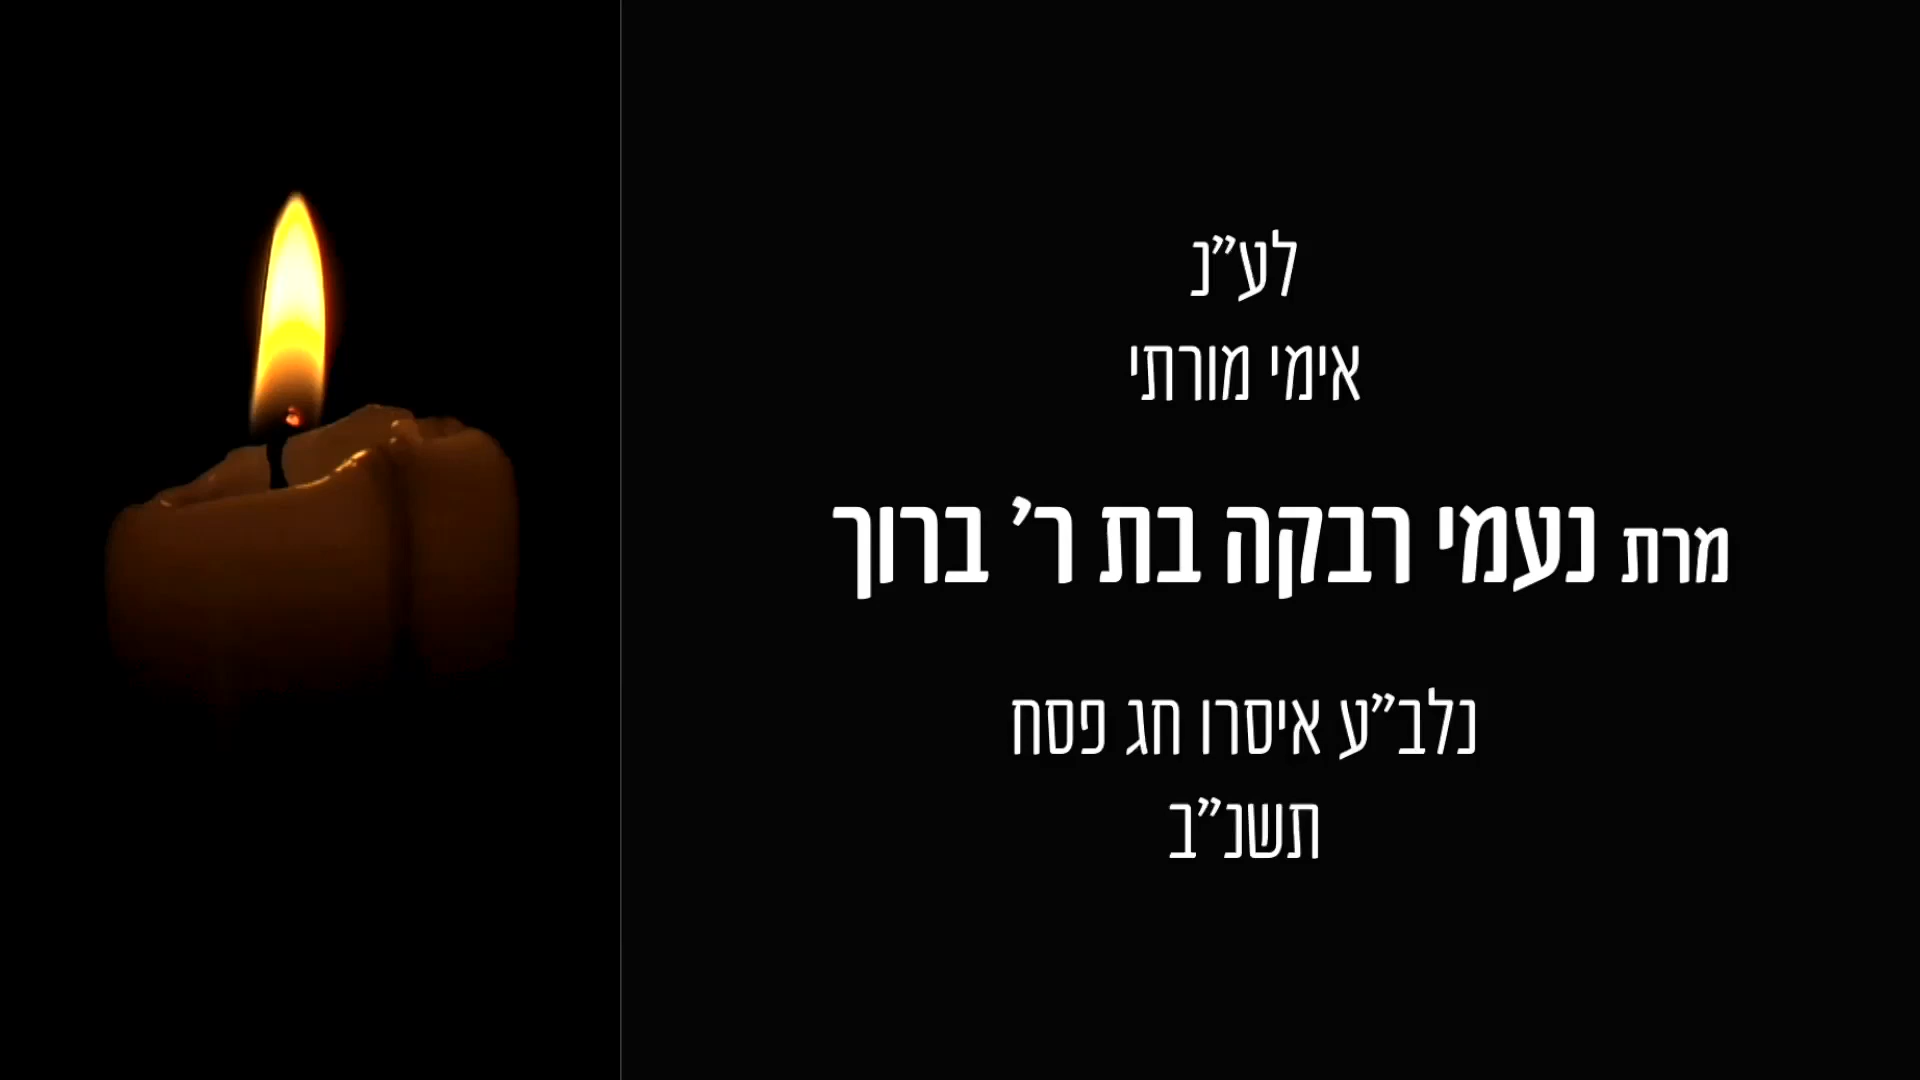 לע"נ
אימי מורתי
מרת נעמי רבקה בת ר' ברוך
נלב"ע איסרו חג פסח
תשנ"ב